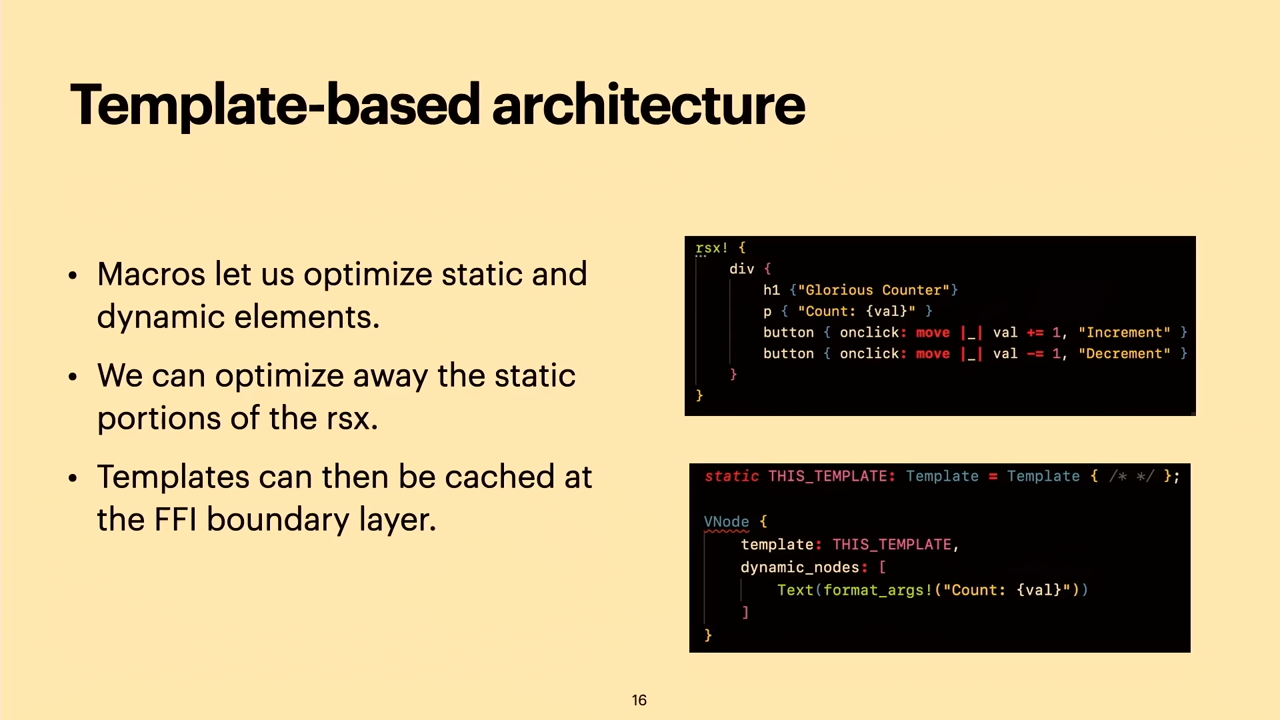 Template-based architecture
• Macros let us optimize static and
dynamic elements.
• We can optimize away the static
portions of the rsx.
• Templates can then be cached at
the FFI boundary layer.
rsx! {
    div {
        h1 {"Glorious Counter"}
        p { "Count: {val}" }
        button { onclick: move |_| val += 1, "Increment" }
        button { onclick: move |_| val -= 1, "Decrement" }
    }
}
static THIS_TEMPLATE: Template = Template { /* */ };
VNode {
    template: THIS_TEMPLATE,
    dynamic_nodes: [
        Text(format_args!("Count: {val}"))
    ]
}
16